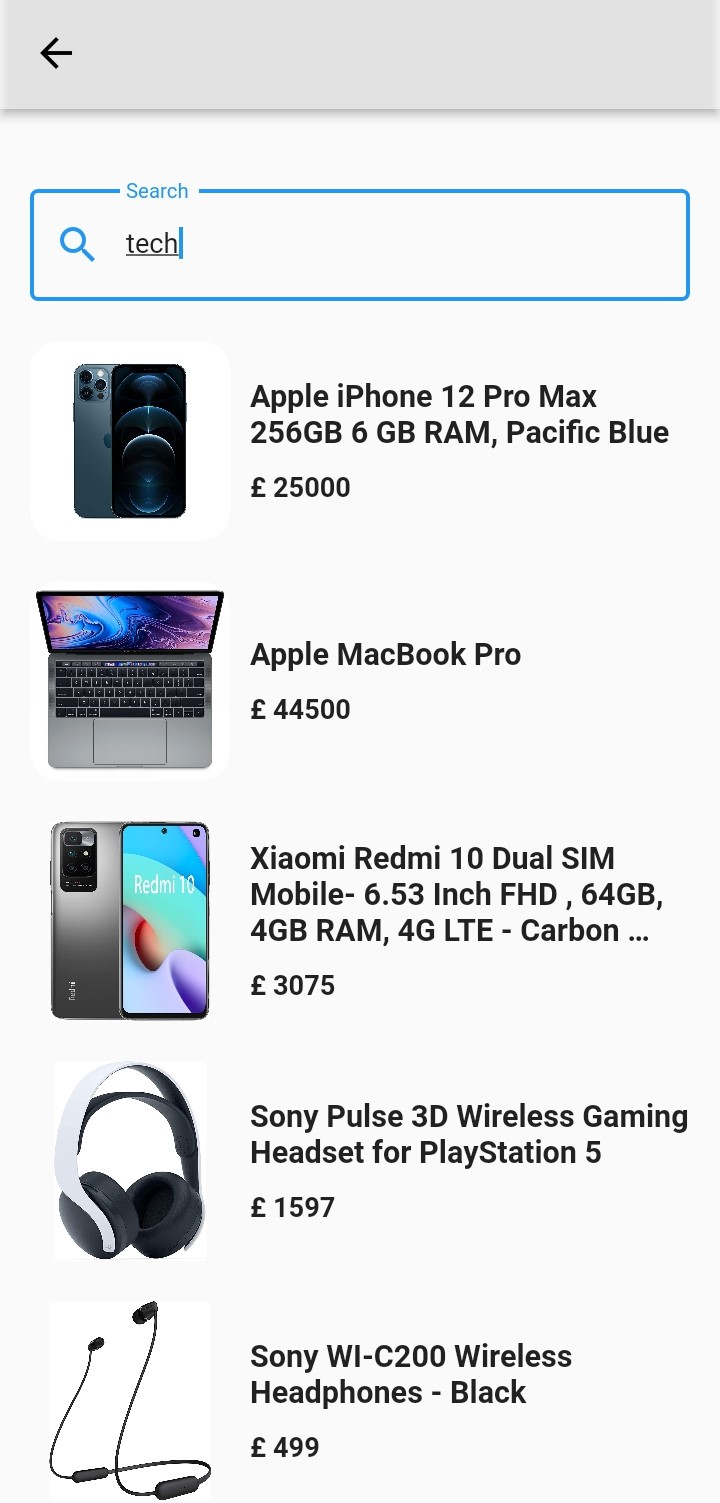 Search
tech
Apple iPhone 12 Pro Max
256GB 6 GB RAM, Pacific Blue
£ 25000
Apple MacBook Pro
£ 44500
Redmi 10
Redmi
Xiaomi Redmi 10 Dual SIM
Mobile- 6.53 Inch FHD , 64GB,
4GB RAM, 4G LTE - Carbon ...
£ 3075
Sony Pulse 3D Wireless Gaming
Headset for PlayStation 5
£ 1597
Sony WI-C200 Wireless
Headphones - Black
£ 499